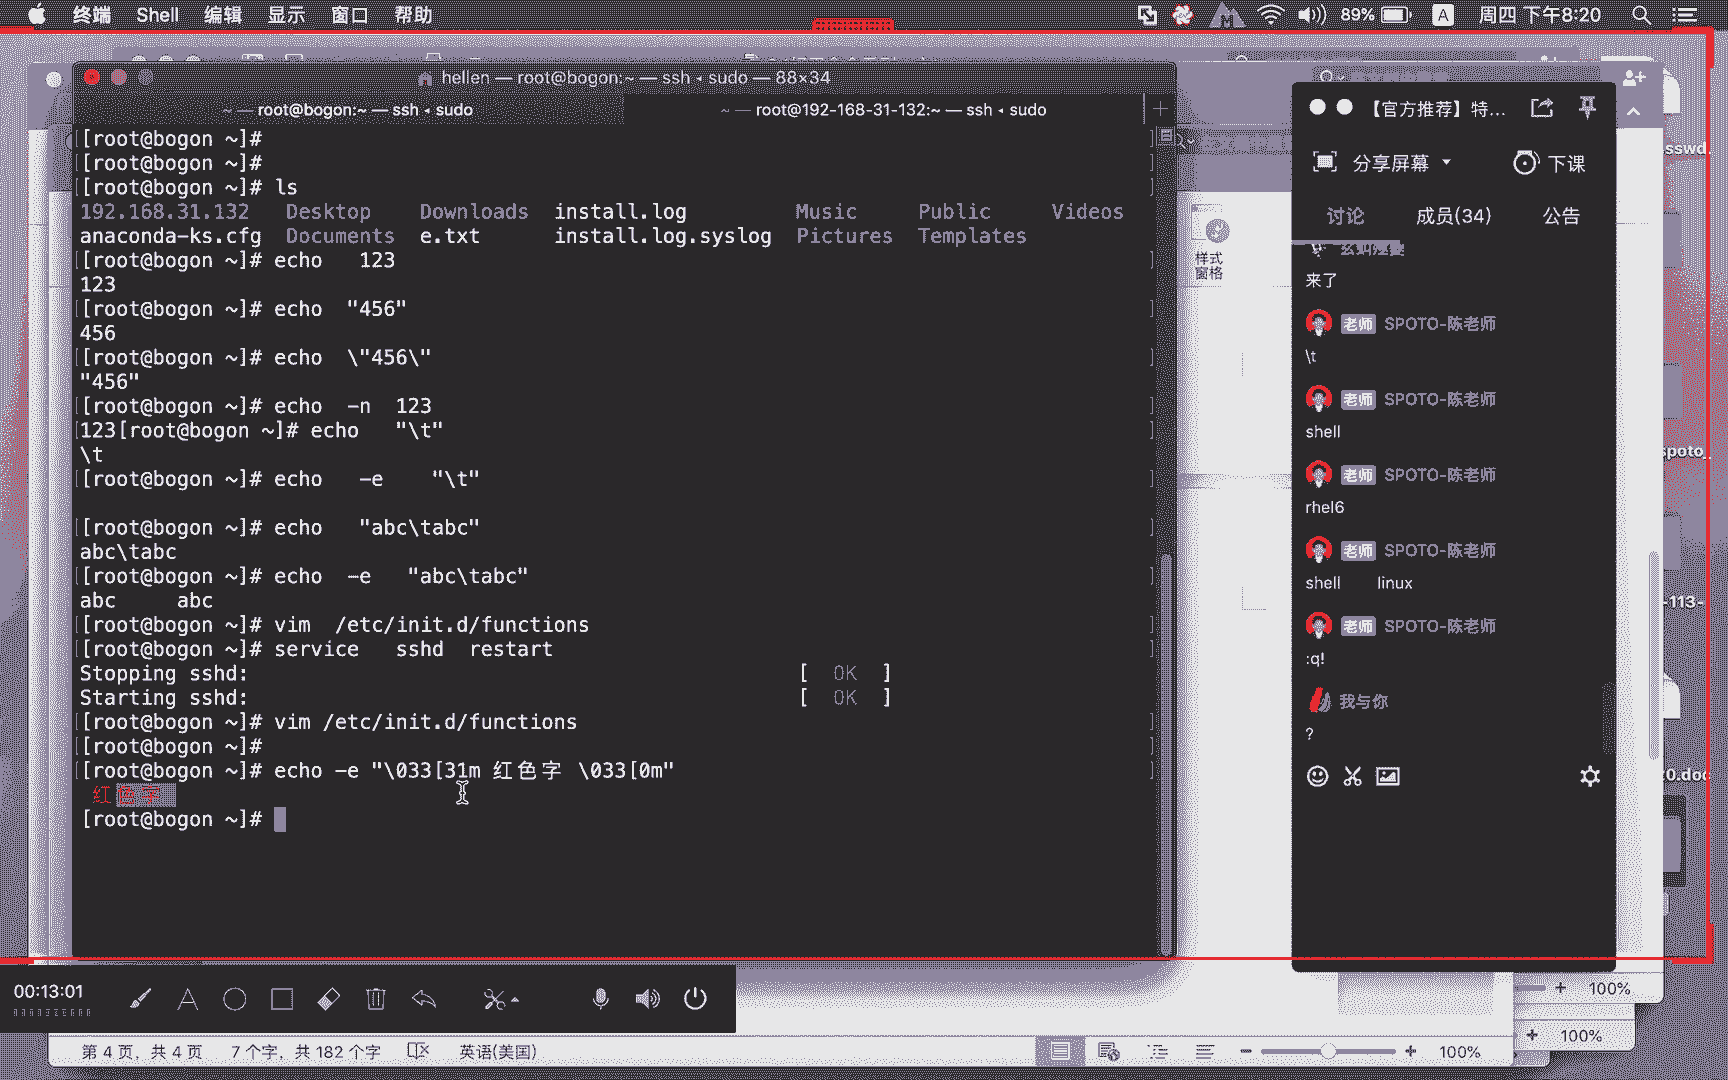 终端 Shell 编辑 显示 窗口 帮助 89% A 周四 下午8:20
hellen — root@bogon:~ — ssh ◂ sudo — 88×34
~ — root@bogon:~ — ssh ◂ sudo
~ — root@192-168-31-132:~ — ssh ◂ sudo
[root@bogon ~]#
[root@bogon ~]#
[root@bogon ~]# ls
192.168.31.132 Desktop Downloads install.log Music Public Videos
anaconda-ks.cfg Documents e.txt install.log.syslog Pictures Templates
[root@bogon ~]# echo 123
123
[root@bogon ~]# echo "456"
456
[root@bogon ~]# echo \"456\"
"456"
[root@bogon ~]# echo -n 123
123[root@bogon ~]# echo "\t"
\t
[root@bogon ~]# echo -e "\t"
[root@bogon ~]# echo "abc\tabc"
abc\tabc
[root@bogon ~]# echo -e "abc\tabc"
abc abc
[root@bogon ~]# vim /etc/init.d/functions
[root@bogon ~]# service sshd restart
Stopping sshd: [ OK ]
Starting sshd: [ OK ]
[root@bogon ~]# vim /etc/init.d/functions
[root@bogon ~]#
[root@bogon ~]# echo -e "\033[31m 红色字 \033[0m"
红色字
[root@bogon ~]#
样式
窗格
【官方推荐】特...
分享屏幕 下课
讨论 成员(34) 公告
来了
老师 SPOTO-陈老师
\t
老师 SPOTO-陈老师
shell
老师 SPOTO-陈老师
rhel6
老师 SPOTO-陈老师
shell linux
老师 SPOTO-陈老师
:q!
我与你
?
sswd
spoto_
-113-
0.doc
00:13:01
100%
100%
第 4 页，共 4 页 7 个字，共 182 个字 英语(美国) 100%